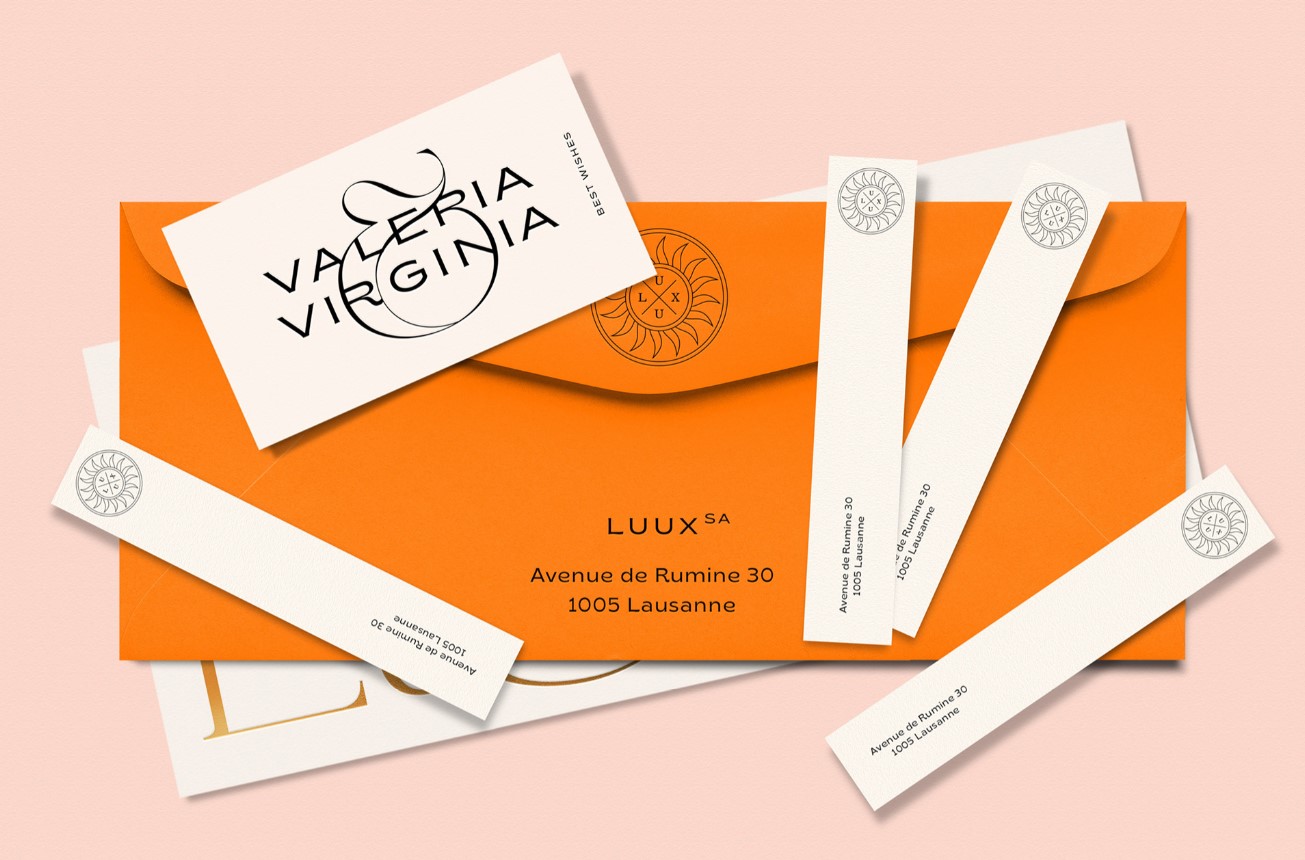 VALERIA
&
VIRGINIA
BEST WISHES
L U X U
LUUX SA
Avenue de Rumine 30
1005 Lausanne
L U X U
Avenue de Rumine 30
1005 Lausanne
L U X U
Avenue de Rumine 30
1005 Lausanne
L U X U
Avenue de Rumine 30
1005 Lausanne
L U X U
Avenue de Rumine 30
1005 Lausanne